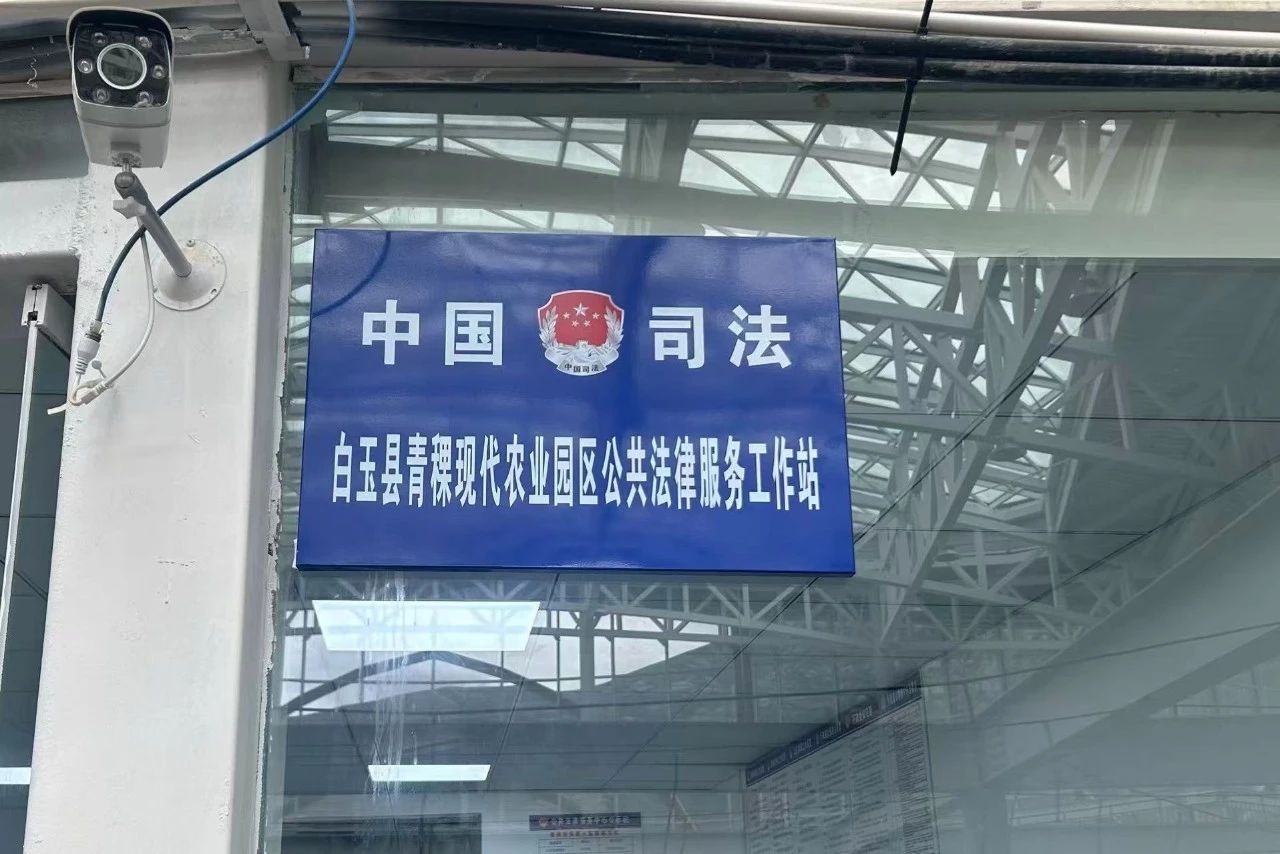 中国 司法
中国司法
白玉县青稞现代农业园区公共法律服务工作站